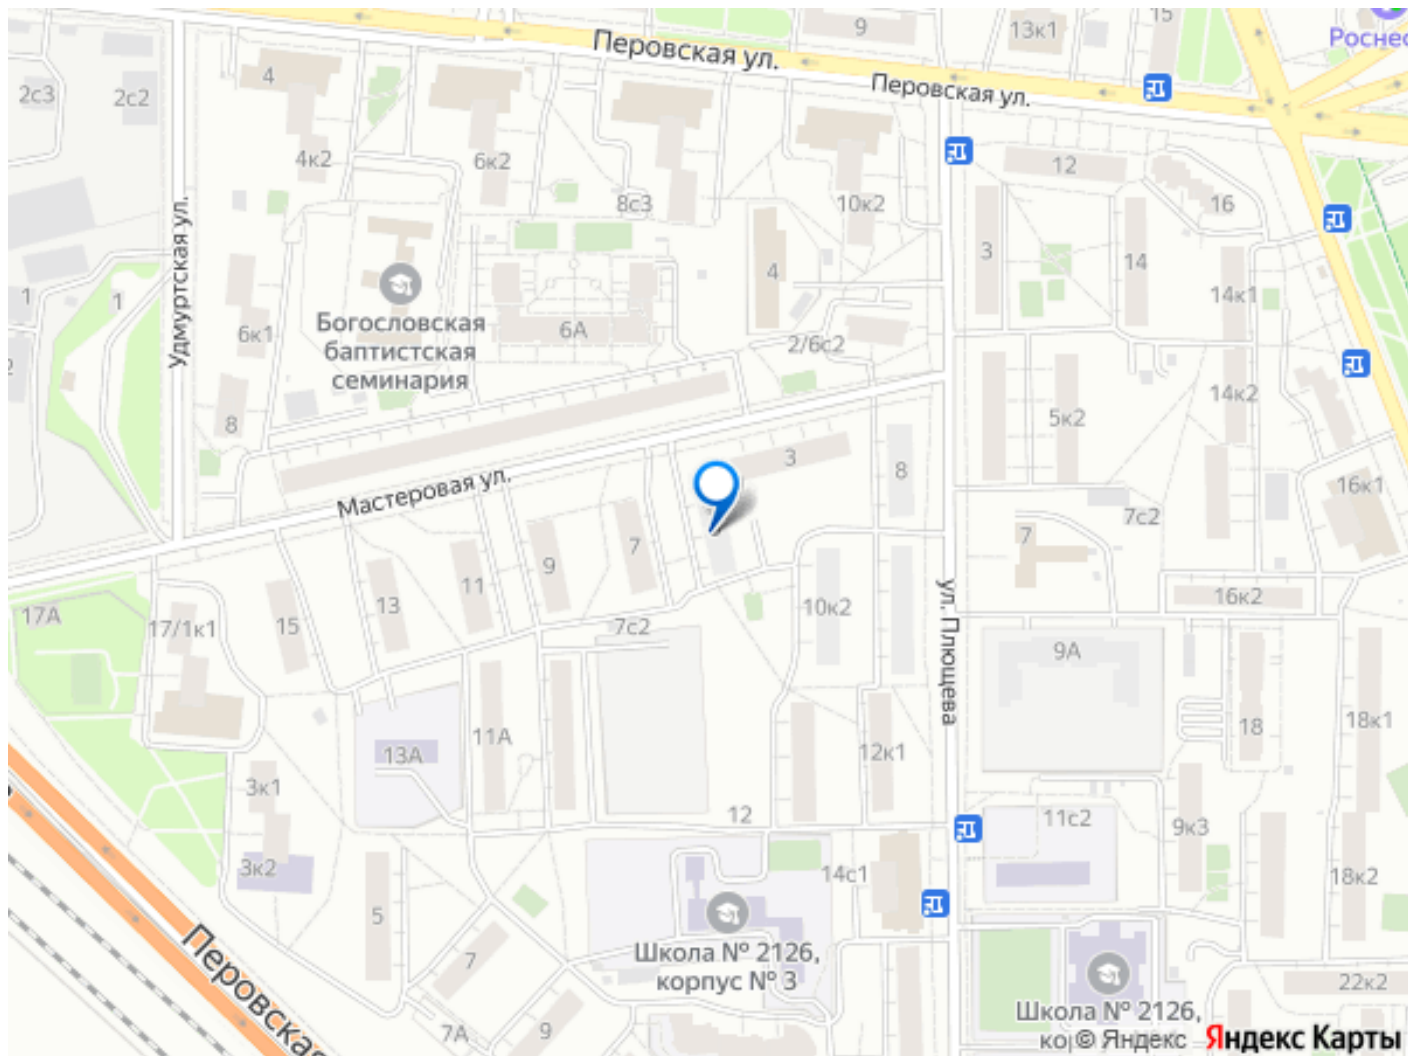 9
13к1
15
Роснес
Перовская ул.
Перовская ул.
2с3
2с2
4
4к2
6к2
8с3
10к2
12
16
3
14
14к1
Удмуртская ул.
1
1
4
6к1
Богословская
баптистская
семинария
6А
2/6с2
8
5к2
14к2
Мастеровая ул.
3
8
16к1
7с2
7
7
9
11
13
15
17А
17/1к1
7с2
10к2
ул. Плющева
16к2
9А
11А
13А
12к1
18
18к1
3к1
12
11с2
9к3
3к2
14с1
18к2
5
Перовская
7
Школа № 2126,
корпус № 3
22к2
7А
9
Школа № 2126,
ко
© Яндекс
Яндекс Карты